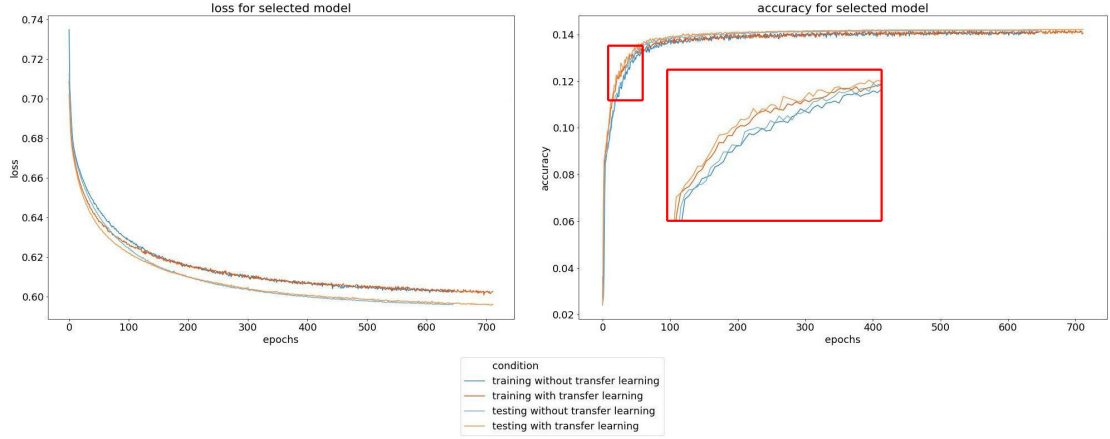 loss for selected model
0.74
0.72
0.70
0.68
0.66
0.64
0.62
0.60
loss
0 100 200 300 400 500 600 700
epochs
accuracy for selected model
0.14
0.12
0.10
0.08
0.06
0.04
0.02
accuracy
0 100 200 300 400 500 600 700
epochs
condition
training without transfer learning
training with transfer learning
testing without transfer learning
testing with transfer learning